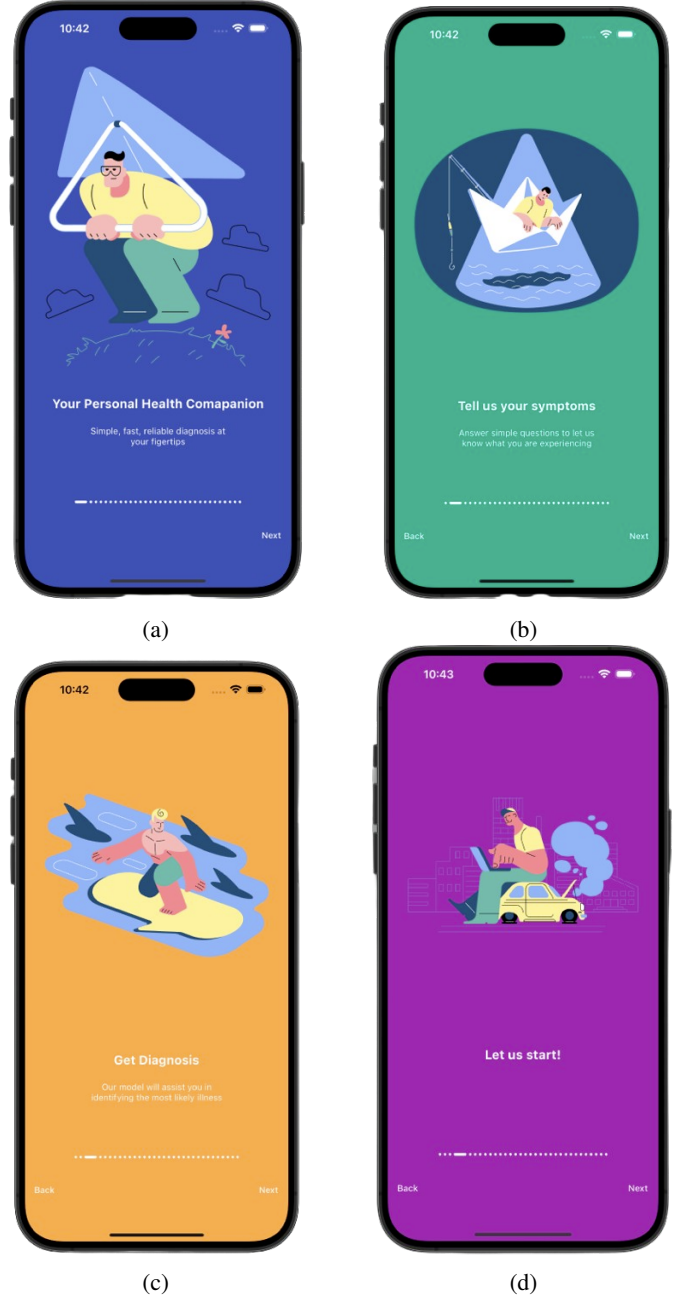 10:42
Your Personal Health Comapanion
Simple, fast, reliable diagnosis at
your figertips
Next
(a)
10:42
Tell us your symptoms
Answer simple questions to let us
know what you are experiencing
Back
Next
(b)
10:42
Get Diagnosis
Our model will assist you in
identifying the most likely illness
Back
Next
(c)
10:43
Let us start!
Back
Next
(d)